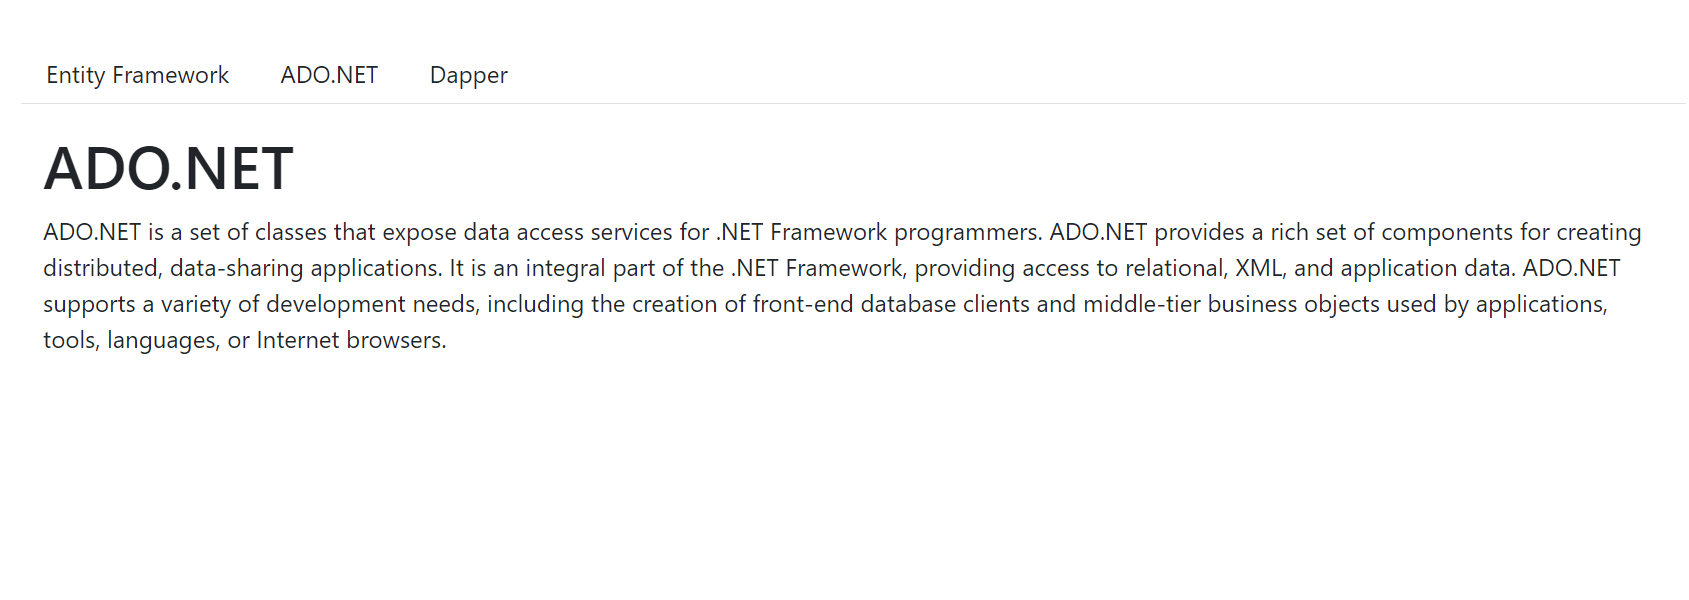 Entity Framework ADO.NET Dapper
ADO.NET
ADO.NET is a set of classes that expose data access services for .NET Framework programmers. ADO.NET provides a rich set of components for creating
distributed, data-sharing applications. It is an integral part of the .NET Framework, providing access to relational, XML, and application data. ADO.NET
supports a variety of development needs, including the creation of front-end database clients and middle-tier business objects used by applications,
tools, languages, or Internet browsers.